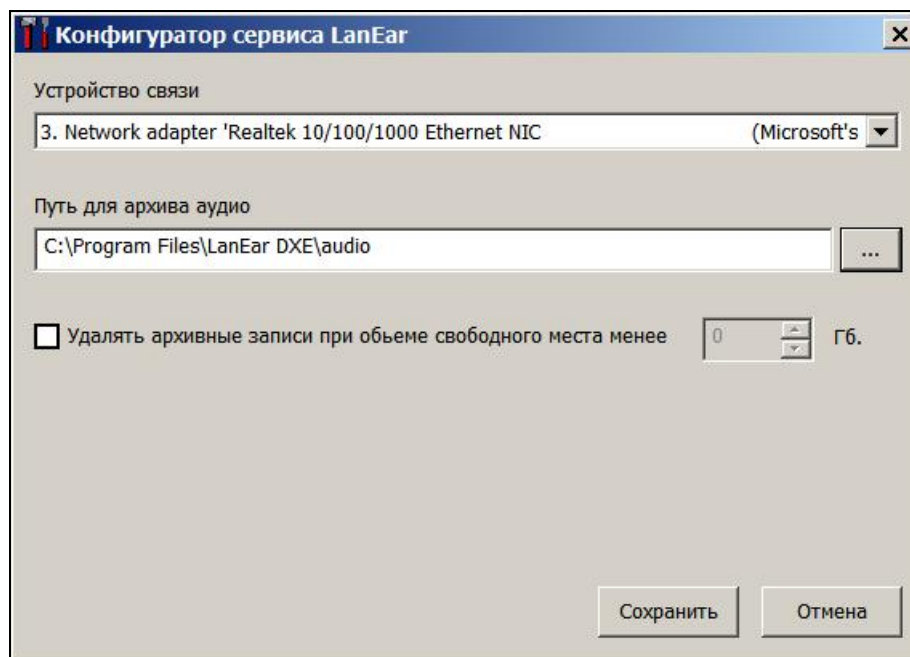 Конфигуратор сервиса LanEar
Устройство связи
3. Network adapter 'Realtek 10/100/1000 Ethernet NIC (Microsoft's
Путь для архива аудио
C:\Program Files\LanEar DXE\audio
...
Удалять архивные записи при обьеме свободного места менее 0 Гб.
Сохранить Отмена